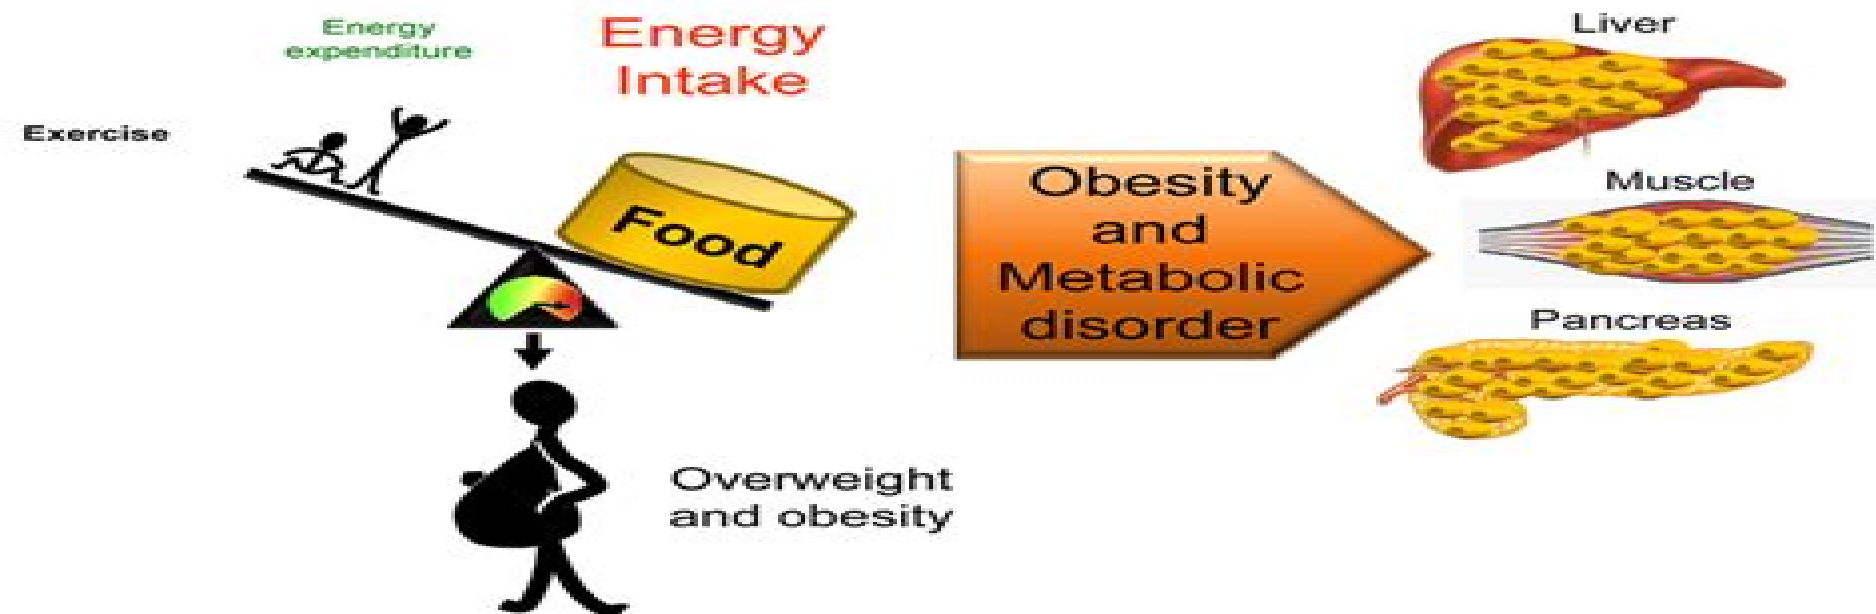 Energy
expenditure
Energy
Intake
Exercise
Food
Overweight
and obesity
Obesity
and
Metabolic
disorder
Liver
Muscle
Pancreas